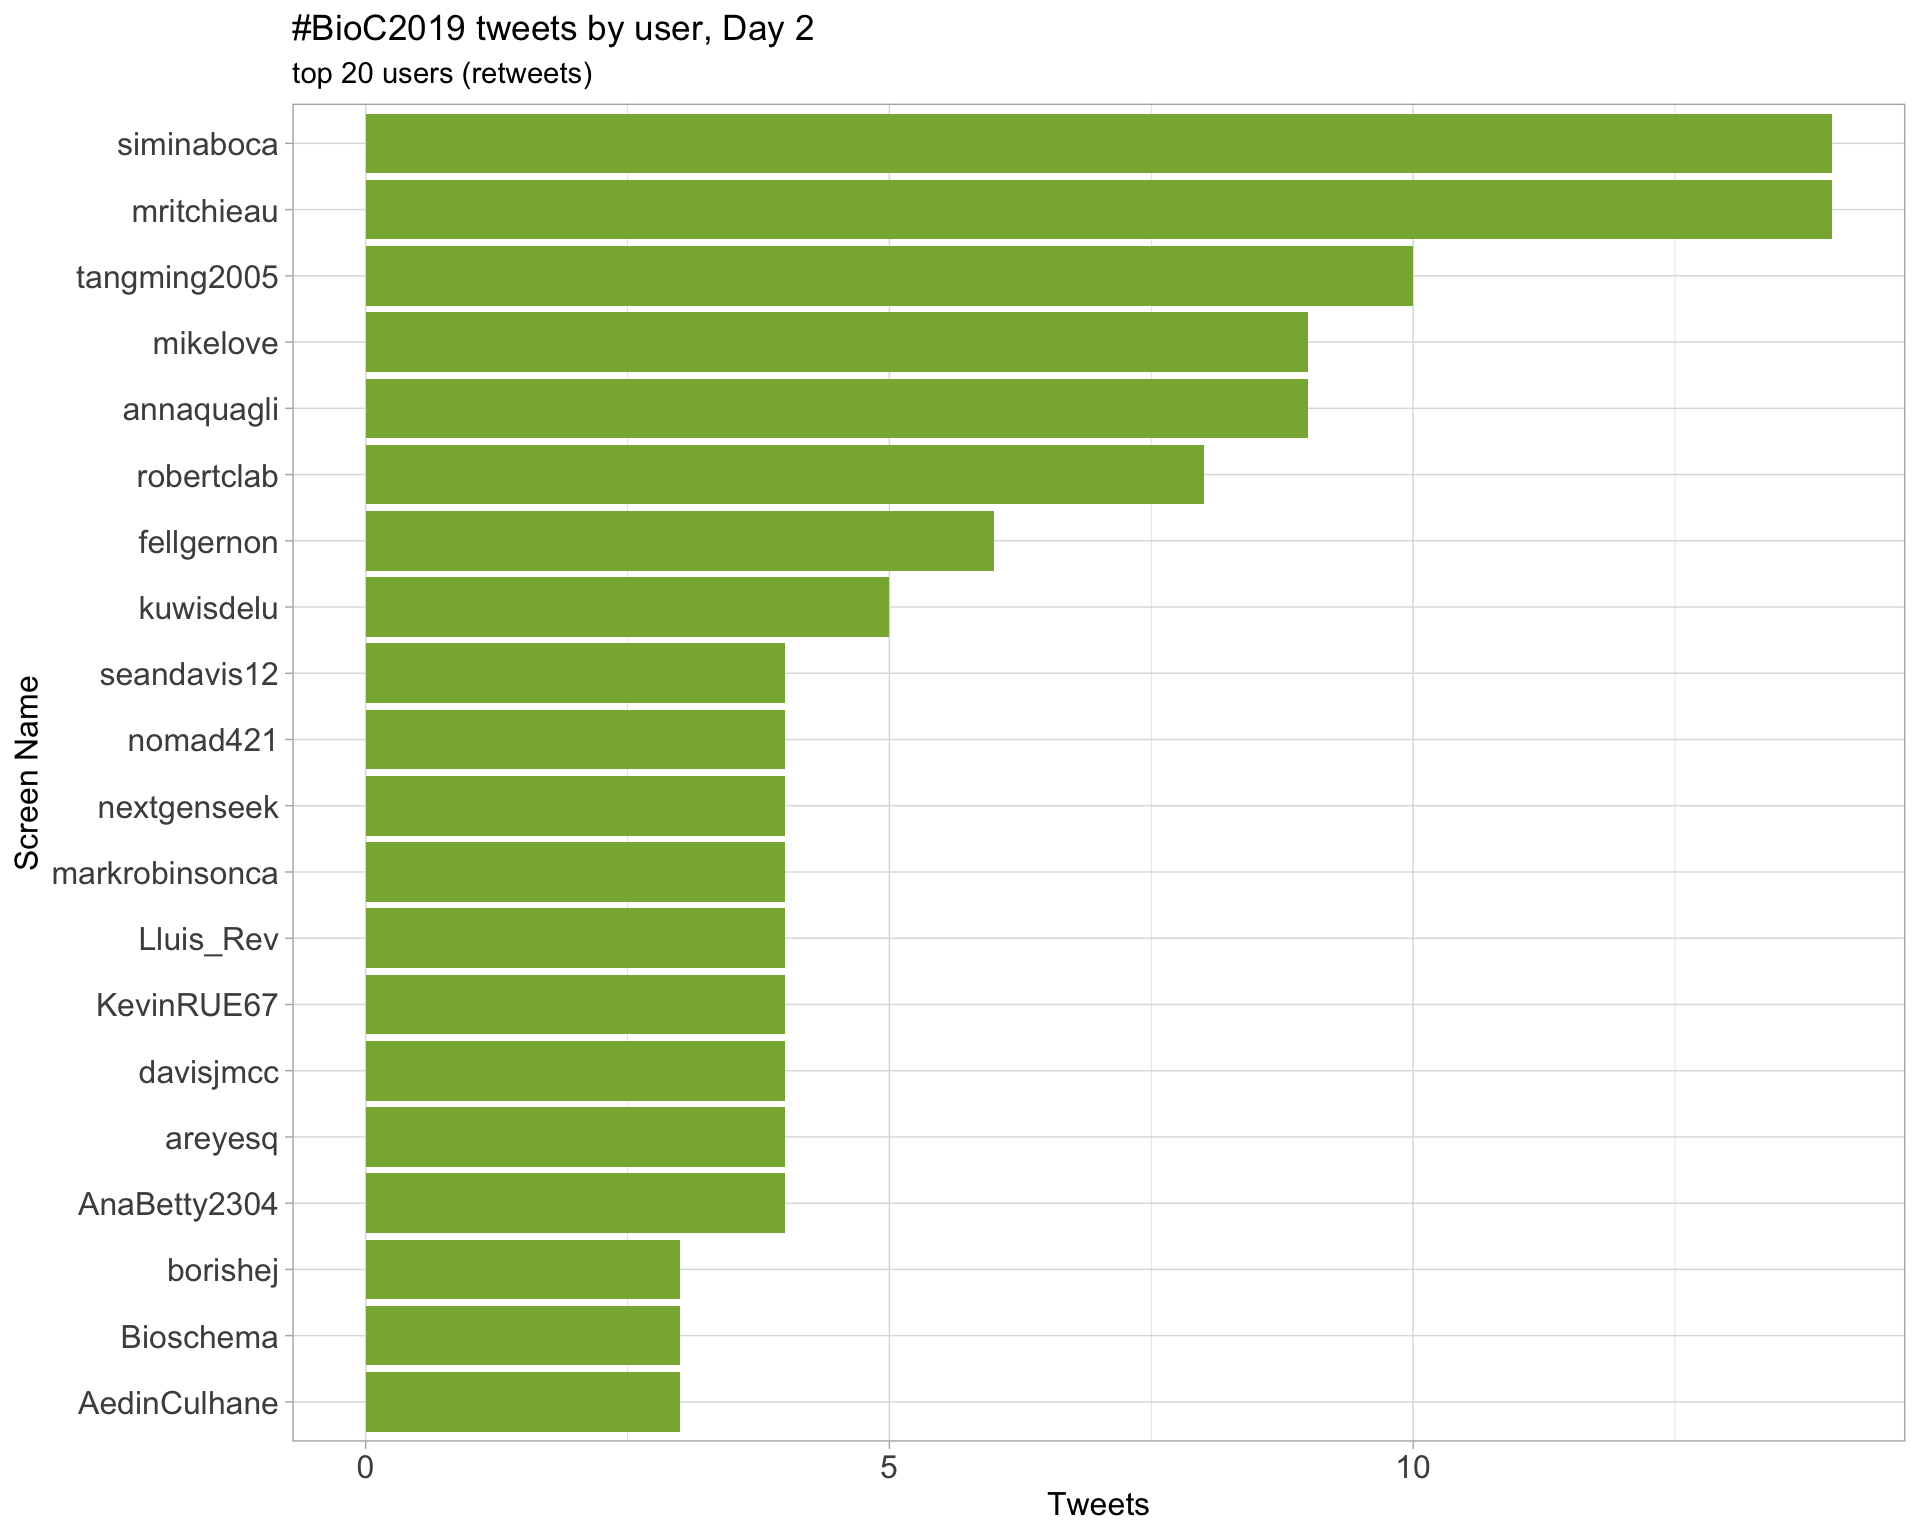 #BioC2019 tweets by user, Day 2
top 20 users (retweets)
siminaboca
mritchieau
tangming2005
mikelove
annaquagli
robertclab
fellgernon
kuwisdelu
seandavis12
nomad421
nextgenseek
markrobinsonca
Lluis_Rev
KevinRUE67
davisjmcc
areyesq
AnaBetty2304
borishej
Bioschema
AedinCulhane
Screen Name
0 5 10
Tweets